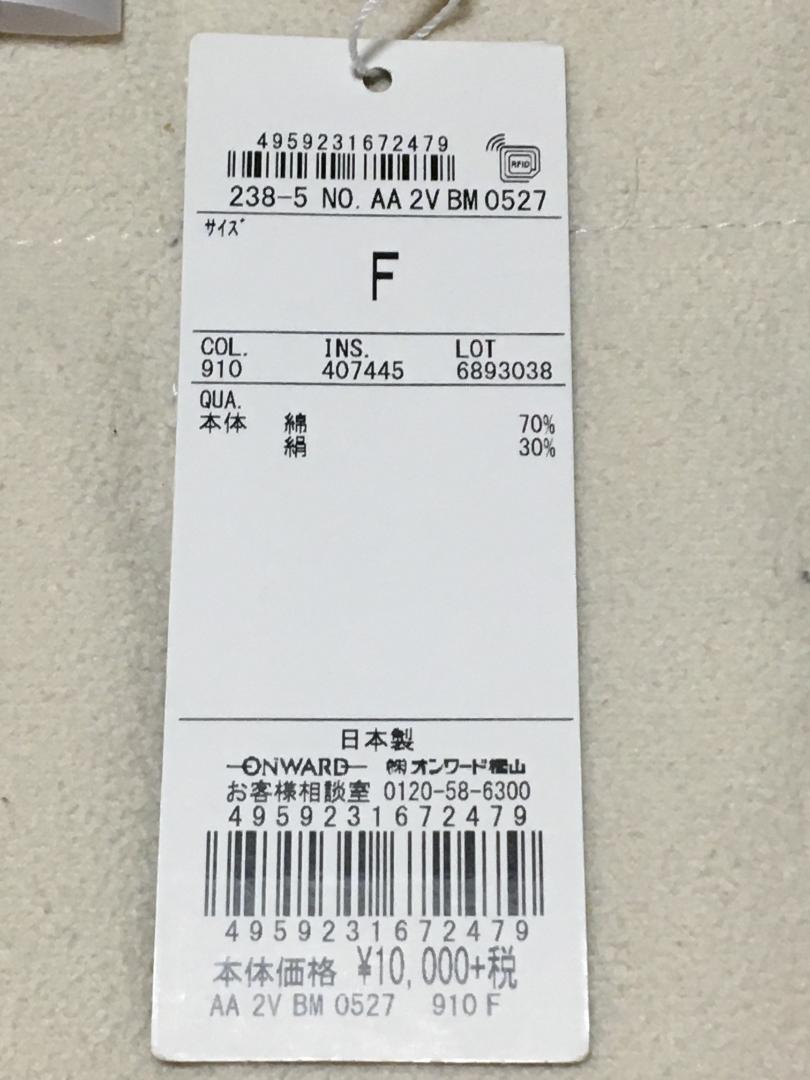 4959231672479
RFID
238-5 NO. AA 2V BM 0527
サイズ
F
COL. INS. LOT
910 407445 6893038
QUA.
本体 綿 70%
絹 30%
日本製
ONWARD ㈱オンワード樫山
お客様相談室 0120-58-6300
4959231672479
4959231672479
本体価格 ¥10,000+税
AA 2V BM 0527 910 F